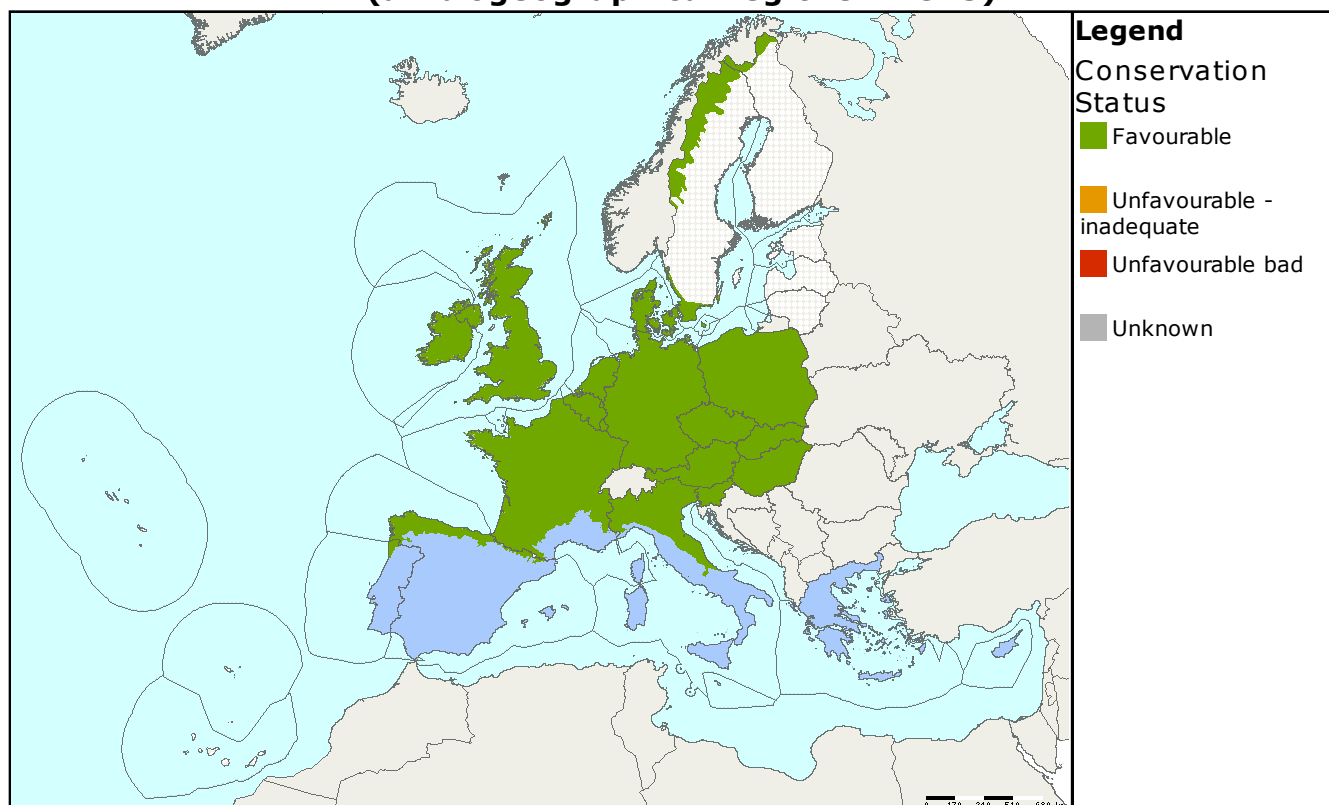 Legend
Conservation
Status
Favourable
Unfavourable -
inadequate
Unfavourable bad
Unknown